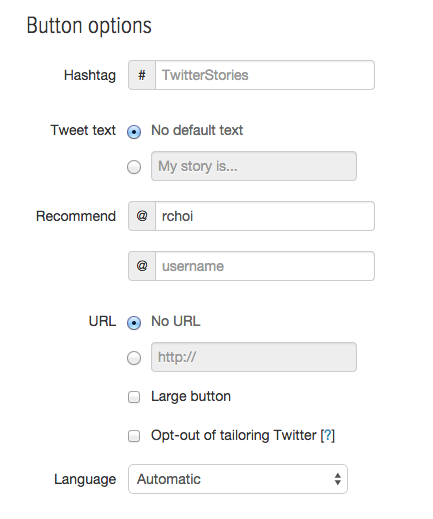 Button options
Hashtag # TwitterStories
Tweet text No default text
My story is...
Recommend @ rchoi
@ username
URL No URL
http://
Large button
Opt-out of tailoring Twitter [?]
Language Automatic